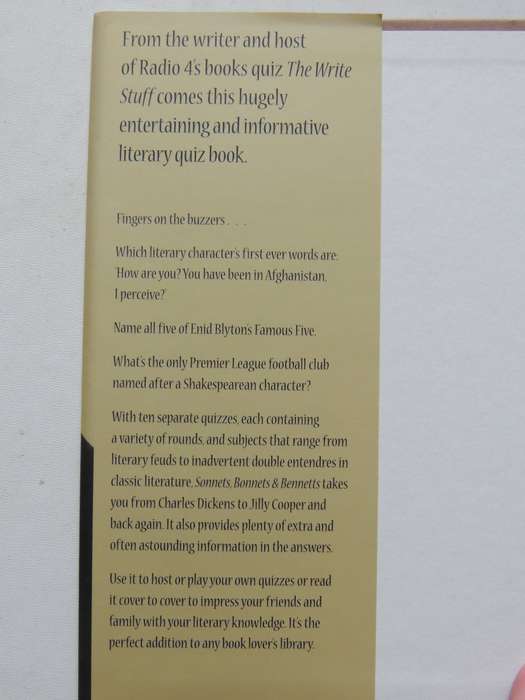 From the writer and host
of Radio 4's books quiz The Write
Stuff comes this hugely
entertaining and informative
literary quiz book.
Fingers on the buzzers . . .
Which literary character's first ever words are:
'How are you? You have been in Afghanistan,
I perceive?'
Name all five of Enid Blyton's Famous Five.
What's the only Premier League football club
named after a Shakespearean character?
With ten separate quizzes, each containing
a variety of rounds, and subjects that range from
literary feuds to inadvertent double entendres in
classic literature, Sonnets, Bonnets & Bennetts takes
you from Charles Dickens to Jilly Cooper and
back again. It also provides plenty of extra and
often astounding information in the answers.
Use it to host or play your own quizzes or read
it cover to cover to impress your friends and
family with your literary knowledge. It's the
perfect addition to any book lover's library.